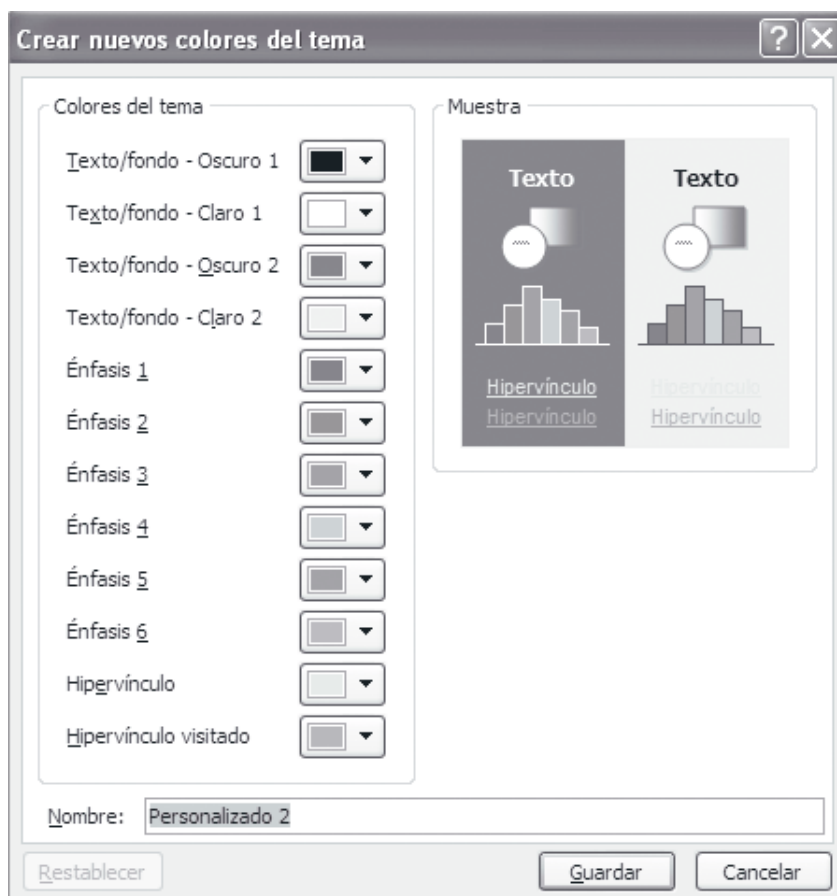 Crear nuevos colores del tema
Colores del tema
Texto/fondo - Oscuro 1
Texto/fondo - Claro 1
Texto/fondo - Oscuro 2
Texto/fondo - Claro 2
Énfasis 1
Énfasis 2
Énfasis 3
Énfasis 4
Énfasis 5
Énfasis 6
Hipervínculo
Hipervínculo visitado
Muestra
Texto Texto
Hipervínculo Hipervínculo
Hipervínculo Hipervínculo
Nombre: Personalizado 2
Restablecer Guardar Cancelar